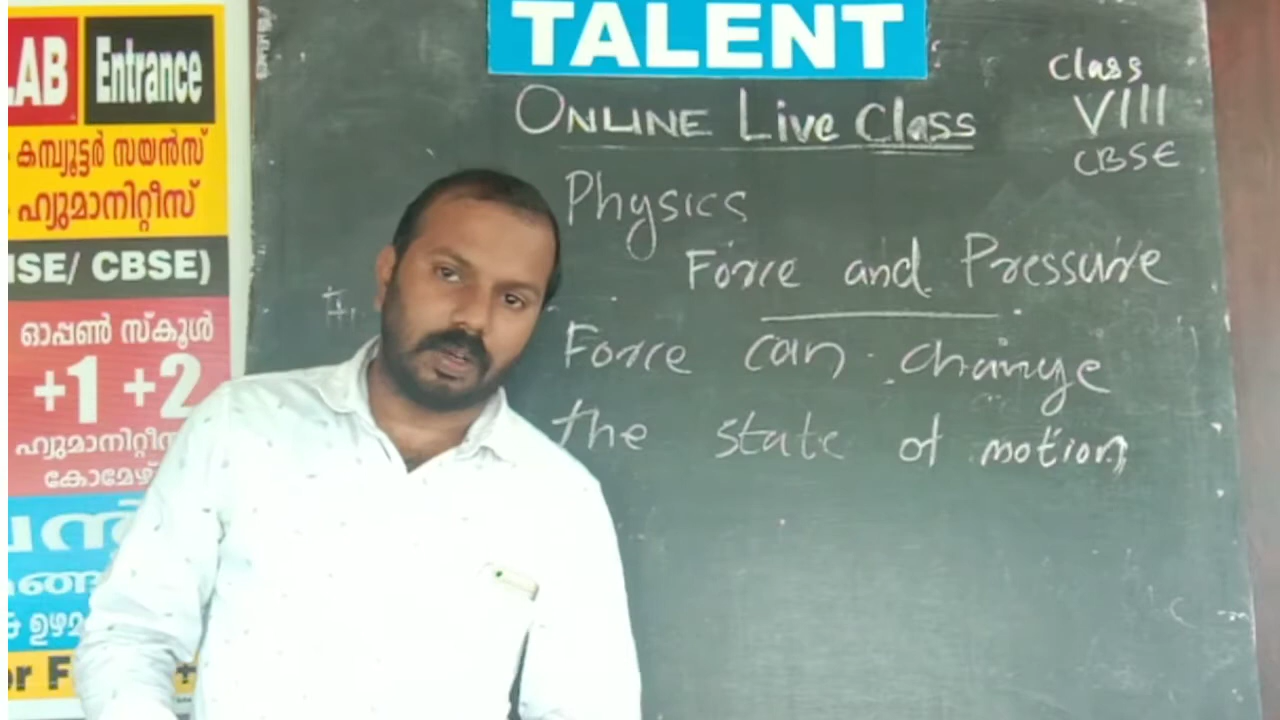 LAB Entrance
കമ്പ്യൂട്ടർ സയൻസ്
ഹ്യുമാനിറ്റീസ്
ISE/ CBSE)
ഓപ്പൺ സ്കൂൾ
+1 +2
ഹ്യുമാനിറ്റീ
കോമേഴ്
TALENT
ONLINE Live Class
Class
VIII
CBSE
Physics
Force and Pressure
Force can change
the state of motion